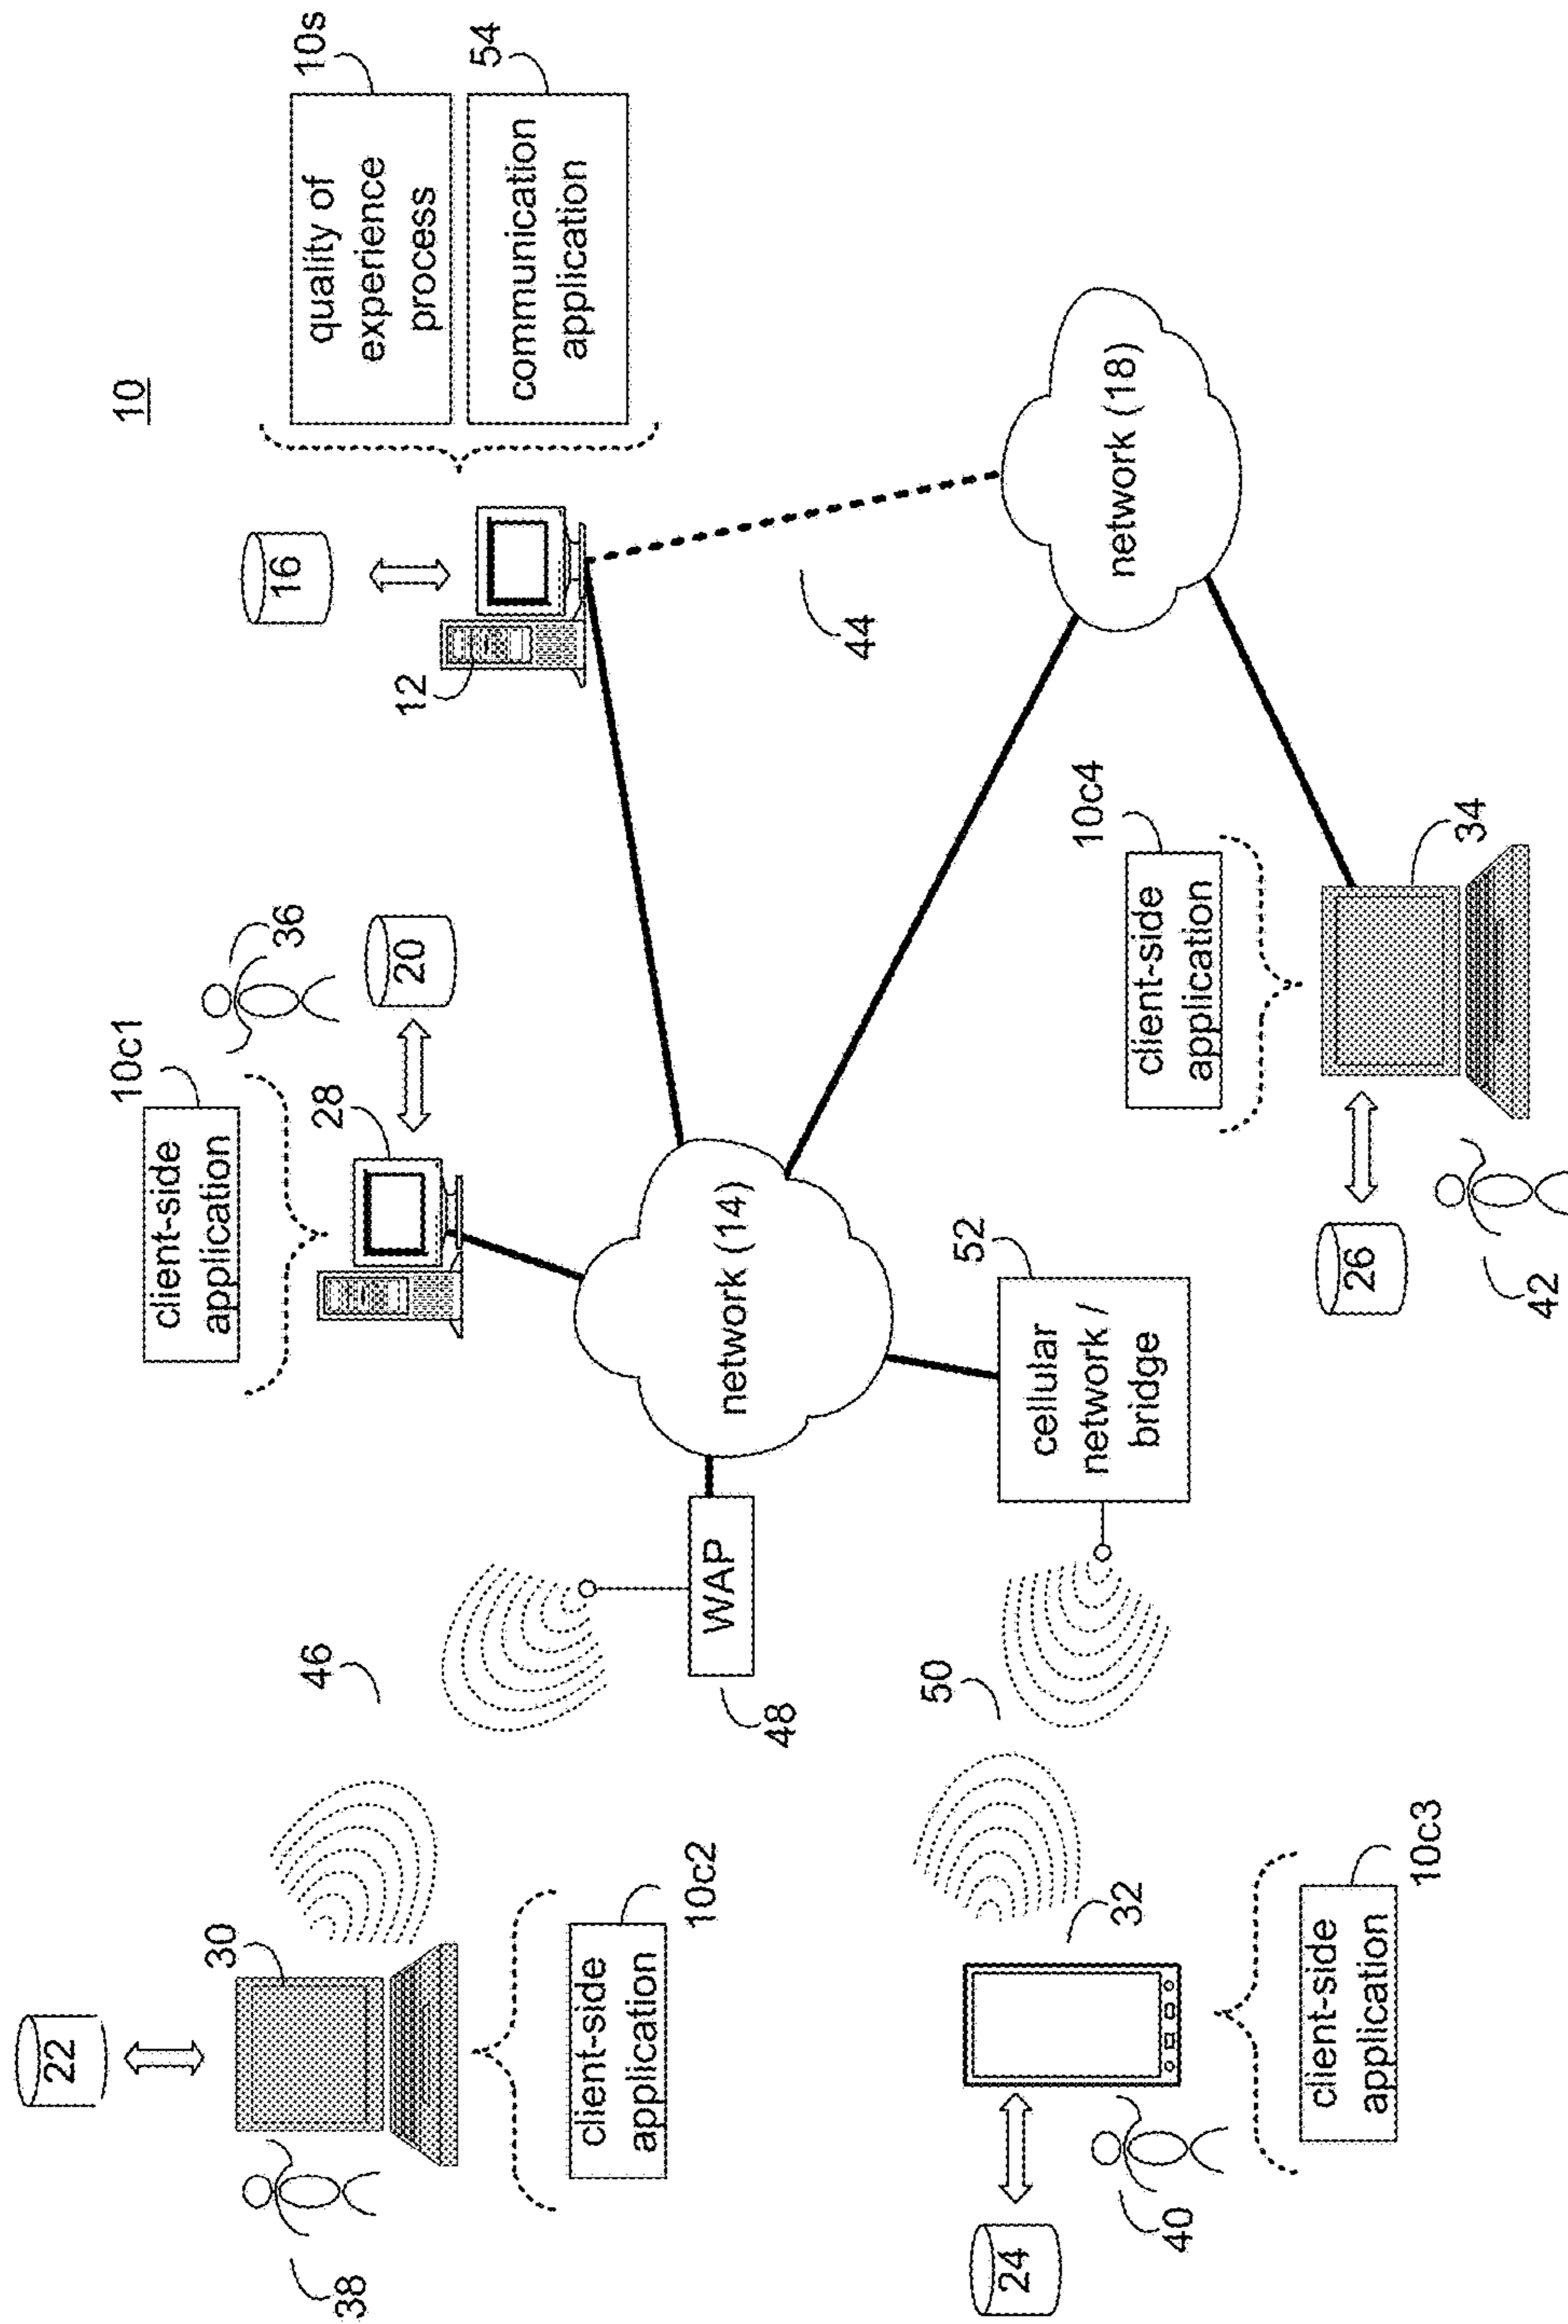 10
22
30
38
client-side
application
10c2
46
WAP
48
client-side
application
10c1
28
36
20
16
12
quality of
experience
process
10s
communication
application
54
network (14)
44
24
32
40
client-side
application
10c3
50
cellular
network /
bridge
52
network (18)
client-side
application
10c4
34
26
42